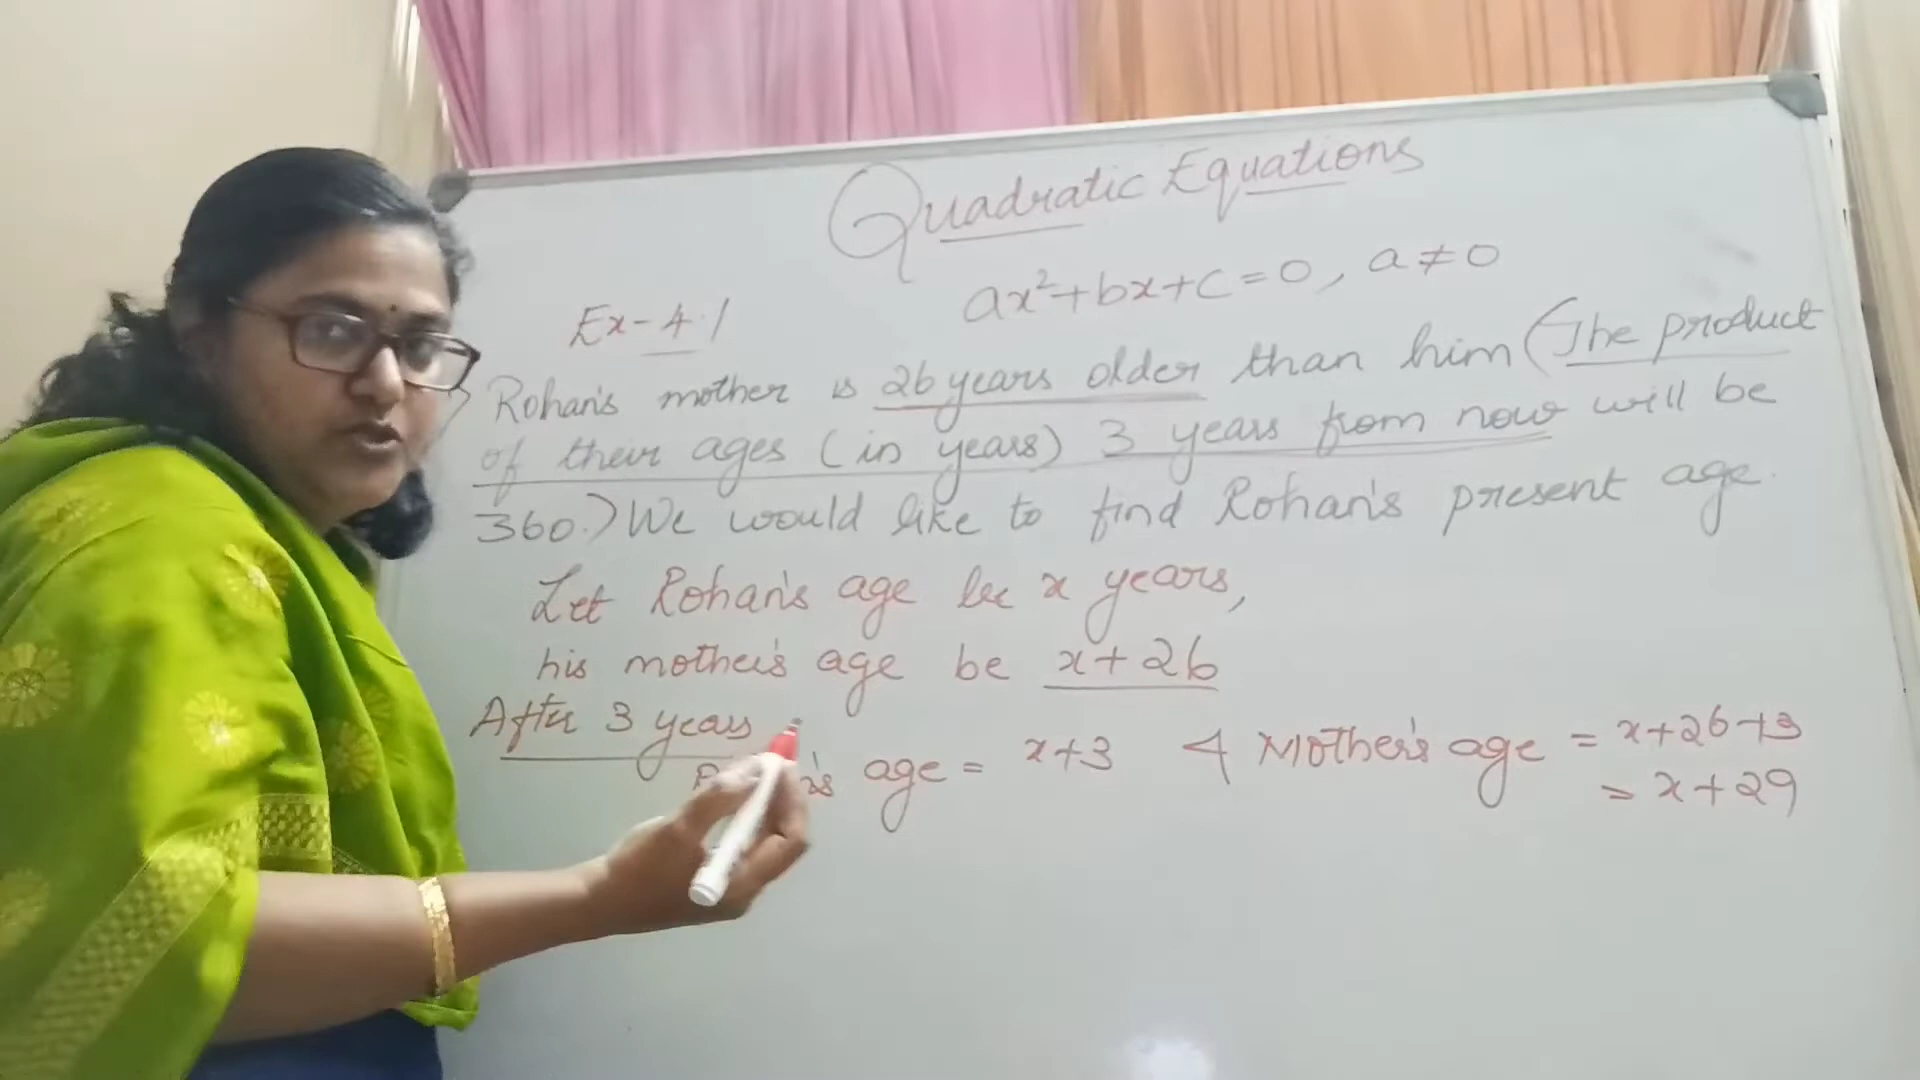 Quadratic Equations
ax²+bx+c=0, a≠0
Ex-4.1
Rohan's mother is 26 years older than him (The product
of their ages (in years) 3 years from now will be
360.) We would like to find Rohan's present age.
Let Rohan's age be x years,
his mother's age be x+26
After 3 years
age = x+3 & Mother's age = x+26+3
= x+29